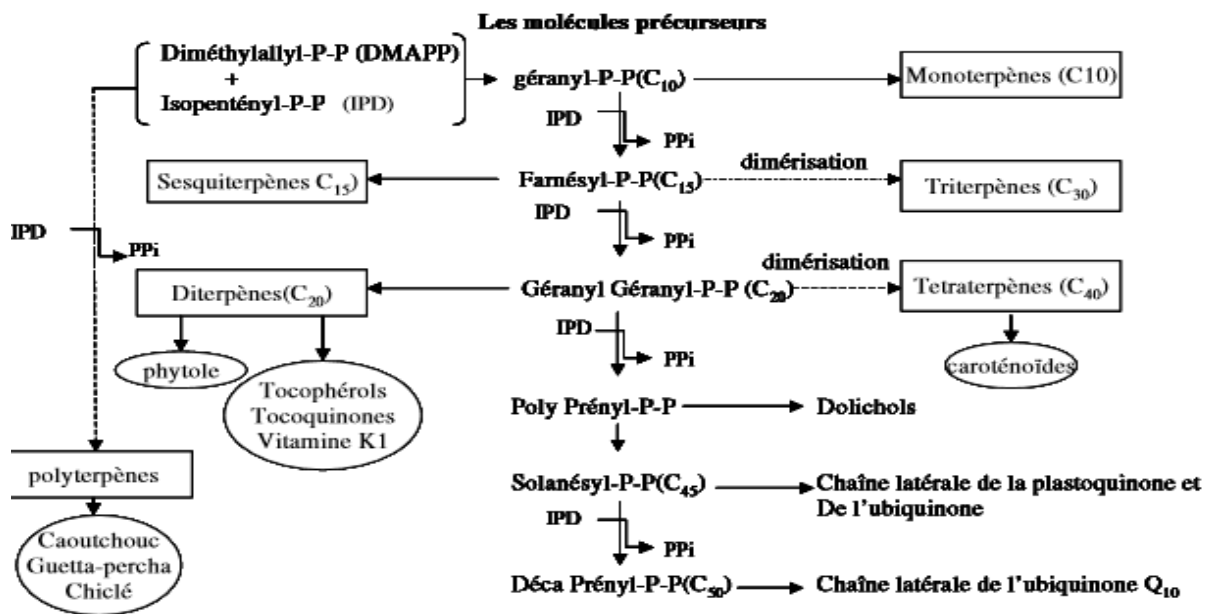 Les molécules précurseurs
Diméthylallyl-P-P (DMAPP)
+
Isopentényl-P-P (IPD)
géranyl-P-P(C10)
Monoterpènes (C10)
IPD
PPi
dimérisation
Sesquiterpènes C15)
Farnésyl-P-P(C15)
Triterpènes (C30)
IPD
PPi
IPD
PPi
dimérisation
Diterpènes(C20)
Géranyl Géranyl-P-P (C20)
Tetraterpènes (C40)
IPD
PPi
phytole
caroténoïdes
Tocophérols
Tocoquinones
Vitamine K1
Poly Prényl-P-P
Dolichols
polyterpènes
Solanésyl-P-P(C45)
Chaîne latérale de la plastoquinone et
De l’ubiquinone
IPD
PPi
Caoutchouc
Guetta-percha
Chiclé
Déca Prényl-P-P(C50)
Chaîne latérale de l’ubiquinone Q10